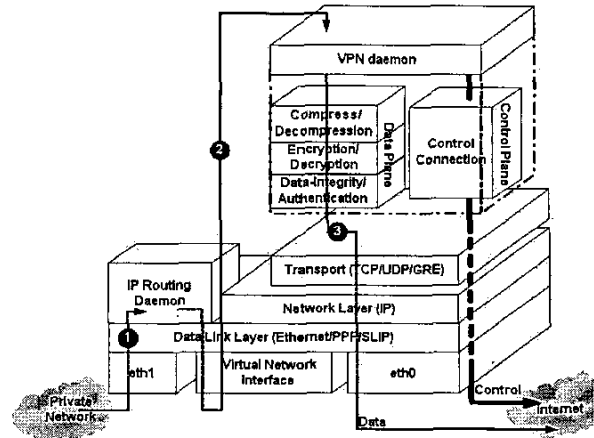 VPN daemon
Compress/
Decompression
Encryption/
Decryption
Data-Integrity/
Authentication
Data Plane
Control
Connection
Control Plane
2
3
Transport (TCP/UDP/GRE)
IP Routing
Daemon
Network Layer (IP)
1
Data Link Layer (Ethernet/PPP/SLIP)
eth1
Virtual Network
Interface
eth0
Private
Network
Control
Internet
Data